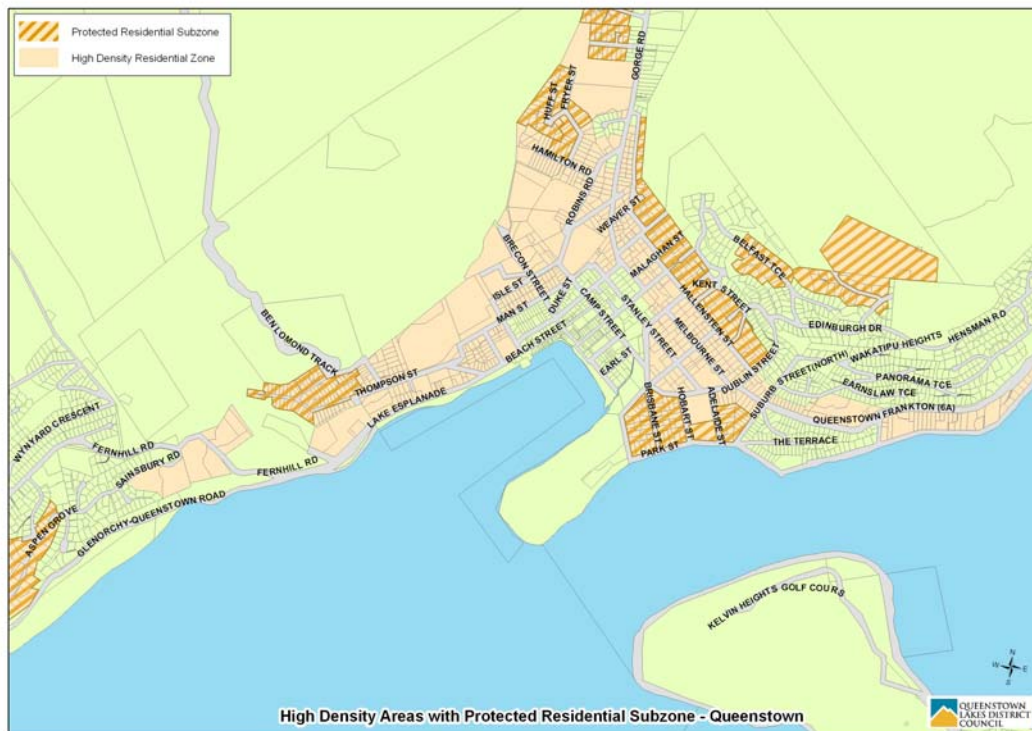 Protected Residential Subzone
High Density Residential Zone
GORGE RD
HUFF ST
FRYER ST
HAMILTON RD
ROBINS RD
WEAVER ST
MALAGHAN ST
BELFAST TCE
BRECON STREET
ISLE ST
DUKE ST
MAN ST
CAMP STREET
STANLEY STREET
KENT STREET
HALLENSTEIN ST
EDINBURGH DR
HENSMAN RD
BEN LOMOND TRACK
BEACH STREET
EARL ST
MELBOURNE ST
DUBLIN STREET
SUBURB STREET(NORTH)
WAKATIPU HEIGHTS
PANORAMA TCE
EARNSLAW TCE
THOMPSON ST
LAKE ESPLANADE
BRISBANE ST
HOBART ST
ADELAIDE ST
QUEENSTOWN FRANKTON (6A)
WYNYARD CRESCENT
FERNHILL RD
SAINSBURY RD
FERNHILL RD
PARK ST
THE TERRACE
ASPEN GROVE
GLENORCHY-QUEENSTOWN ROAD
KELVIN HEIGHTS GOLF COURS
N
W
E
S
High Density Areas with Protected Residential Subzone - Queenstown
QUEENSTOWN
LAKES DISTRICT
COUNCIL